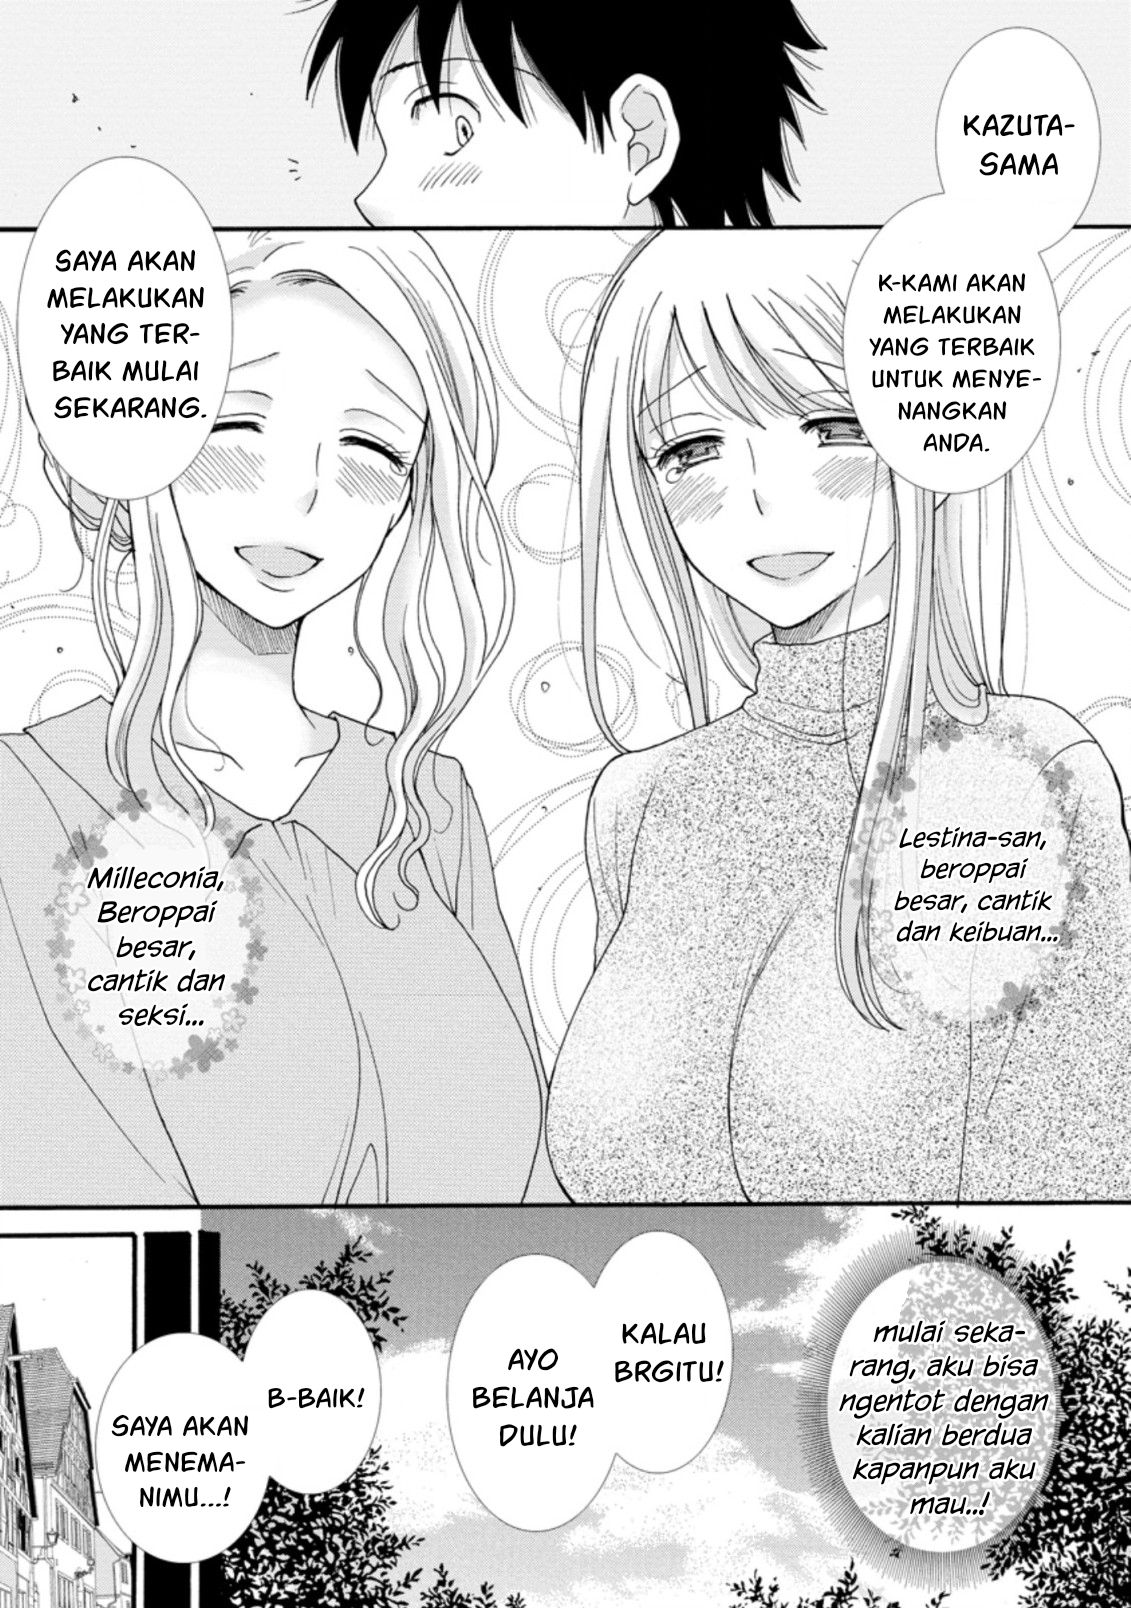 KAZUTA-
SAMA
K-KAMI AKAN
MELAKUKAN
YANG TERBAIK
UNTUK MENYE-
NANGKAN
ANDA.
SAYA AKAN
MELAKUKAN
YANG TER-
BAIK MULAI
SEKARANG.
Lestina-san,
beroppai
besar, cantik
dan keibuan...
Milleconia,
Beroppai
besar,
cantik dan
seksi...
mulai seka-
rang, aku bisa
ngentot dengan
kalian berdua
kapanpun aku
mau..!
KALAU
BRGITU!
AYO
BELANJA
DULU!
B-BAIK!
SAYA AKAN
MENEMA-
NIMU...!